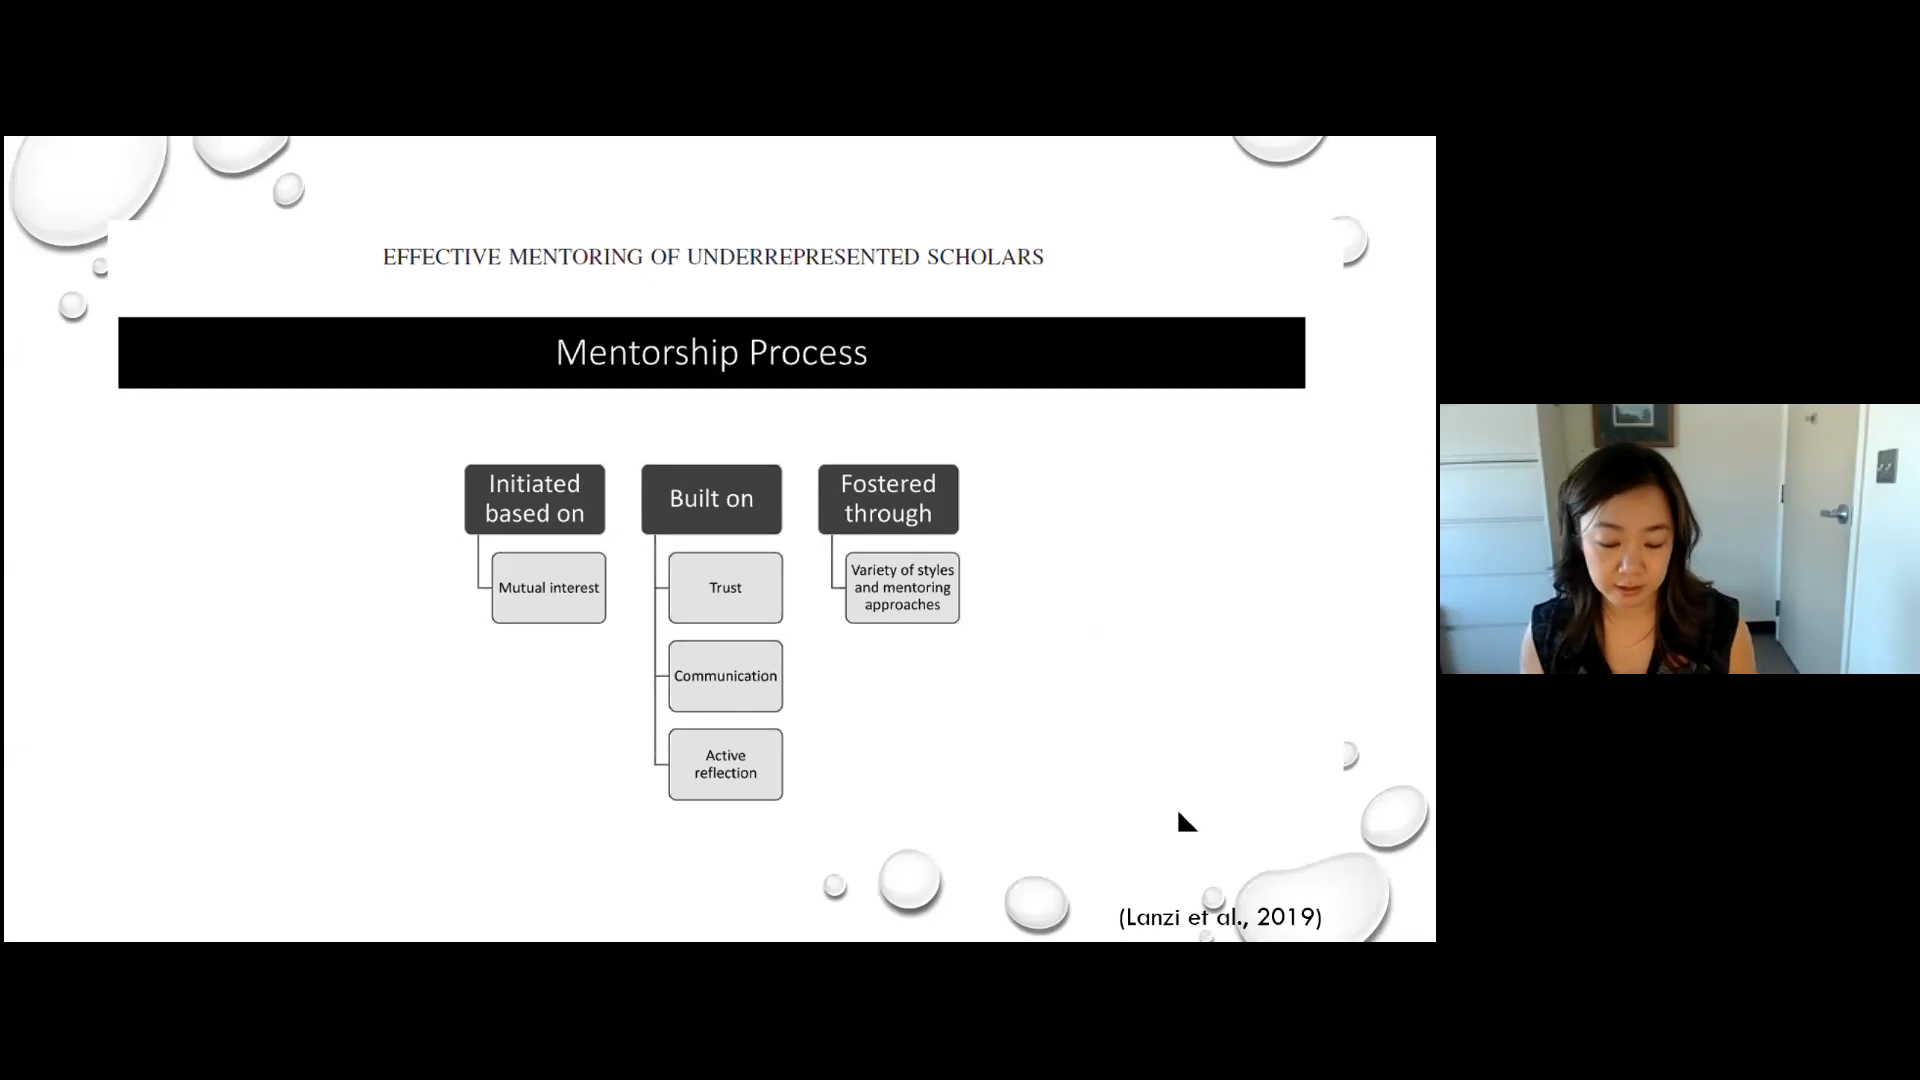 EFFECTIVE MENTORING OF UNDERREPRESENTED SCHOLARS
Mentorship Process
Initiated
based on
Mutual interest
Built on
Trust
Communication
Active
reflection
Fostered
through
Variety of styles
and mentoring
approaches
(Lanzi et al., 2019)